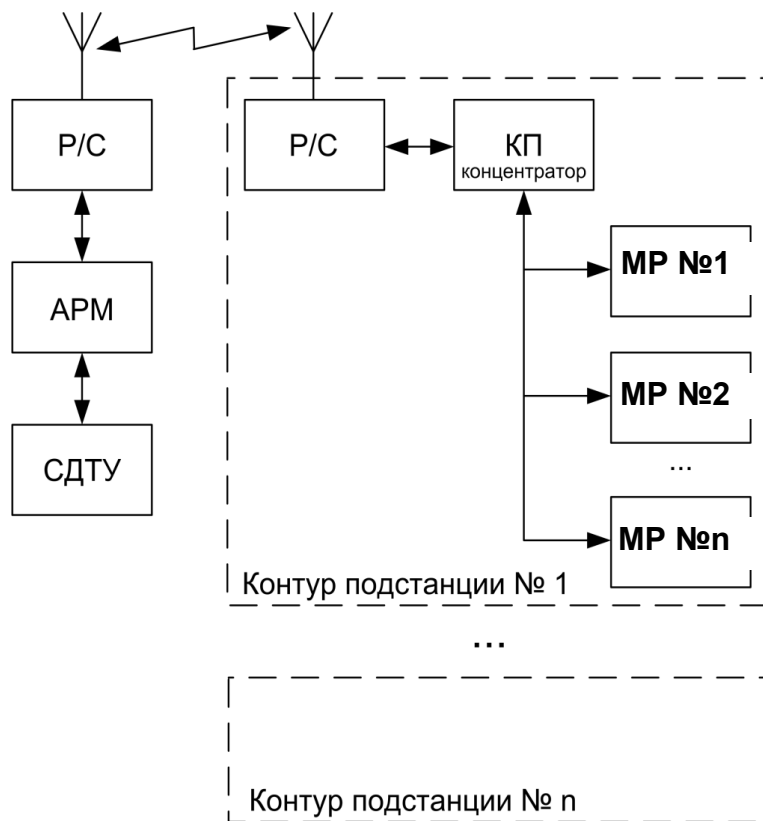 Р/С
Р/С
КП
концентратор
МР №1
АРМ
МР №2
...
СДТУ
МР №n
Контур подстанции № 1
...
Контур подстанции № n